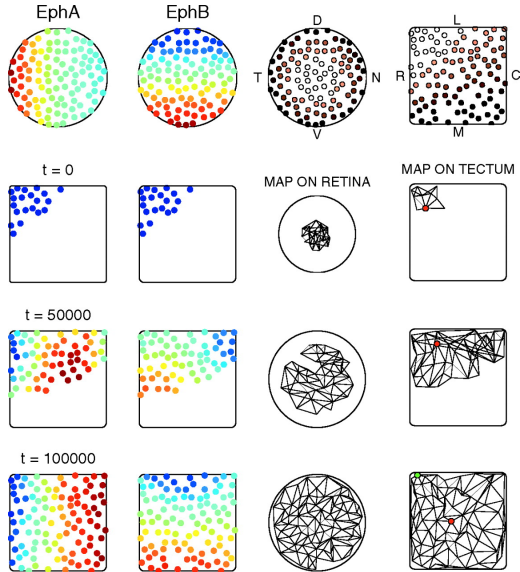 EphA EphB
D L
T N R C
V M
t = 0
MAP ON RETINA MAP ON TECTUM
t = 50000
t = 100000